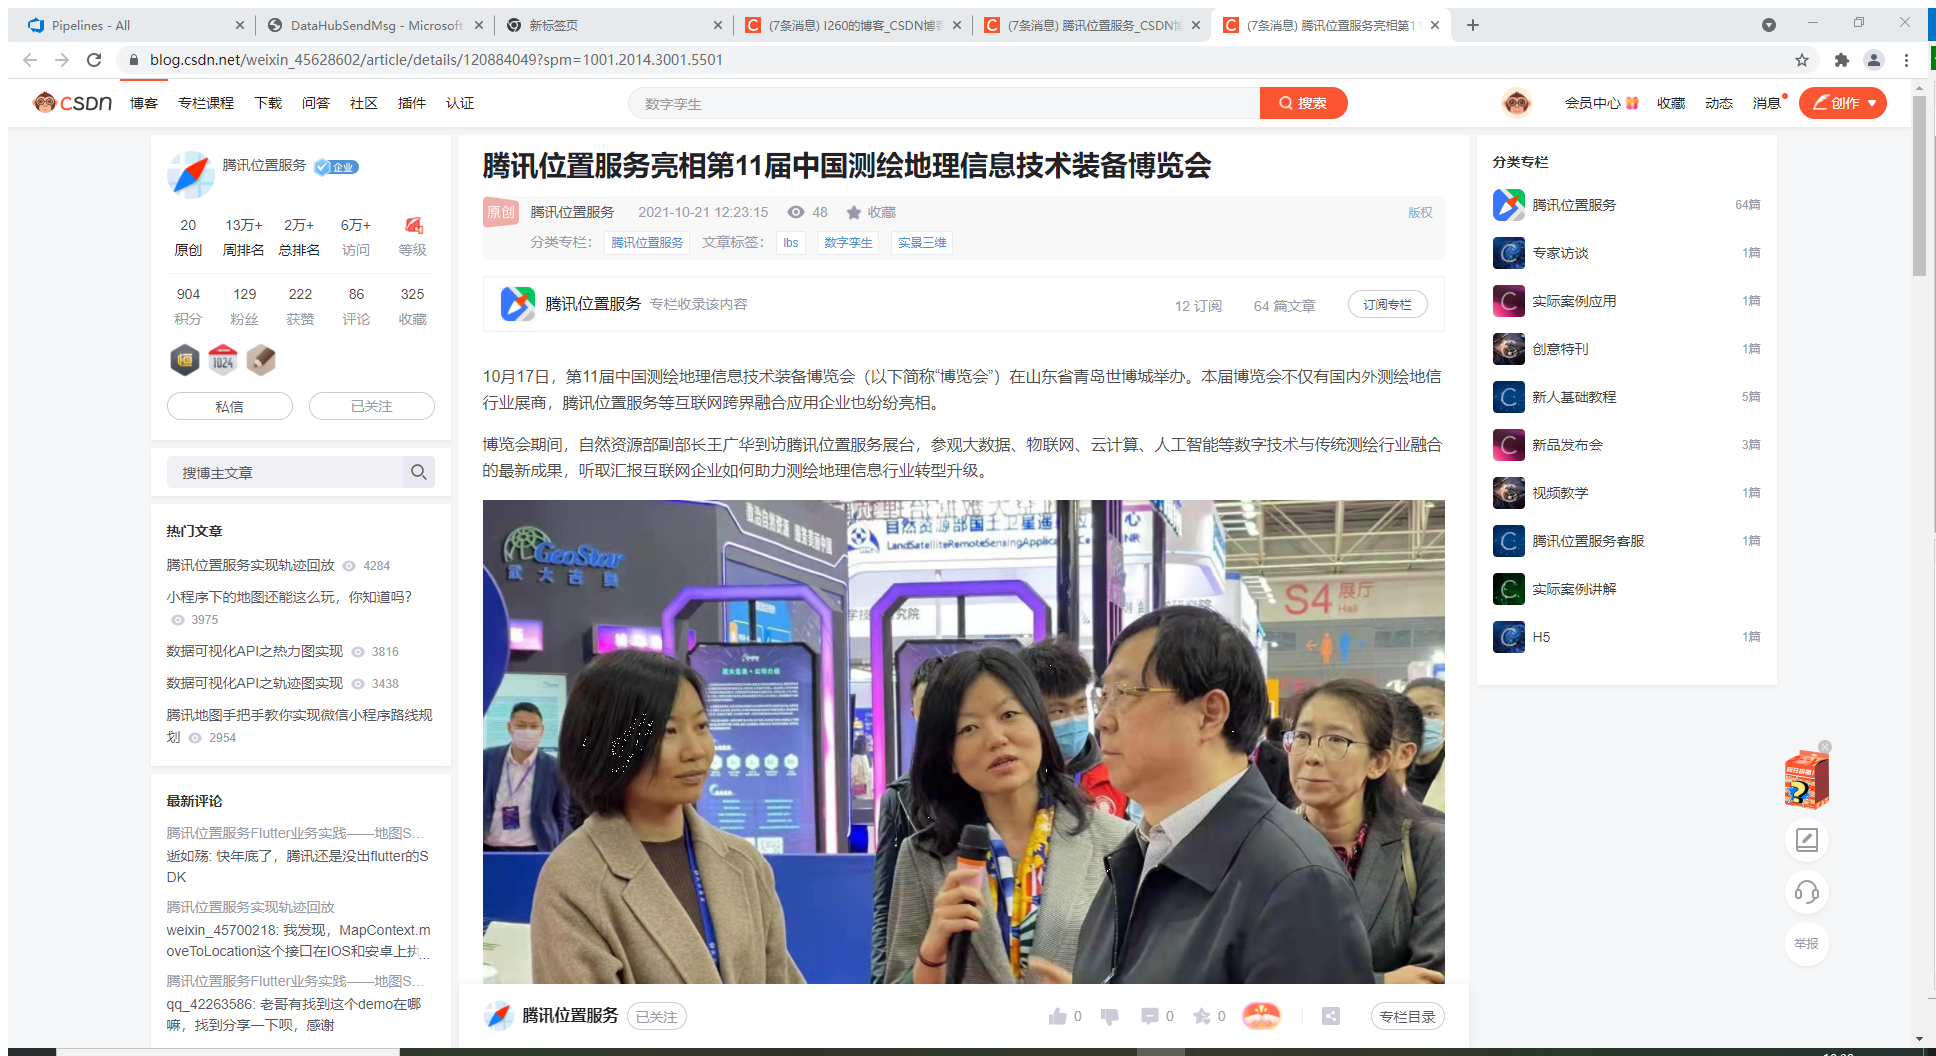 Pipelines - All
DataHubSendMsg - Microsoft
新标签页
(7条消息) I260的博客_CSDN博客
(7条消息) 腾讯位置服务_CSDN博
(7条消息) 腾讯位置服务亮相第11
blog.csdn.net/weixin_45628602/article/details/120884049?spm=1001.2014.3001.5501
CSDN 博客 专栏课程 下载 问答 社区 插件 认证
数字孪生
搜索
会员中心 收藏 动态 消息 创作
腾讯位置服务 企业
20 13万+ 2万+ 6万+
原创 周排名 总排名 访问 等级
904 129 222 86 325
积分 粉丝 获赞 评论 收藏
恒 1024
私信 已关注
搜博主文章
热门文章
腾讯位置服务实现轨迹回放 4284
小程序下的地图还能这么玩，你知道吗？
3975
数据可视化API之热力图实现 3816
数据可视化API之轨迹图实现 3438
腾讯地图手把手教你实现微信小程序路线规
划 2954
最新评论
腾讯位置服务Flutter业务实践——地图S...
逝如殇: 快年底了，腾讯还是没出flutter的S
DK
腾讯位置服务实现轨迹回放
weixin_45700218: 我发现，MapContext.m
oveToLocation这个接口在IOS和安卓上执...
腾讯位置服务Flutter业务实践——地图S...
qq_42263586: 老哥有找到这个demo在哪
嘛，找到分享一下呗，感谢
腾讯位置服务亮相第11届中国测绘地理信息技术装备博览会
原创 腾讯位置服务 2021-10-21 12:23:15 48 收藏 版权
分类专栏： 腾讯位置服务 文章标签： lbs 数字孪生 实景三维
腾讯位置服务 专栏收录该内容 12 订阅 64 篇文章 订阅专栏
10月17日，第11届中国测绘地理信息技术装备博览会（以下简称“博览会”）在山东省青岛世博城举办。本届博览会不仅有国内外测绘地信
行业展商，腾讯位置服务等互联网跨界融合应用企业也纷纷亮相。
博览会期间，自然资源部副部长王广华到访腾讯位置服务展台，参观大数据、物联网、云计算、人工智能等数字技术与传统测绘行业融合
的最新成果，听取汇报互联网企业如何助力测绘地理信息行业转型升级。
GeoStar
武大吉奥
自然资源部国土卫星遥感应用中心
LandSatelliteRemoteSensingApplic
S4 展厅
Hall
腾讯位置服务 已关注 0 0 0 专栏目录
分类专栏
腾讯位置服务 64篇
专家访谈 1篇
实际案例应用 1篇
创意特刊 1篇
新人基础教程 5篇
新品发布会 3篇
视频教学 1篇
腾讯位置服务客服 1篇
实际案例讲解
H5 1篇
举报